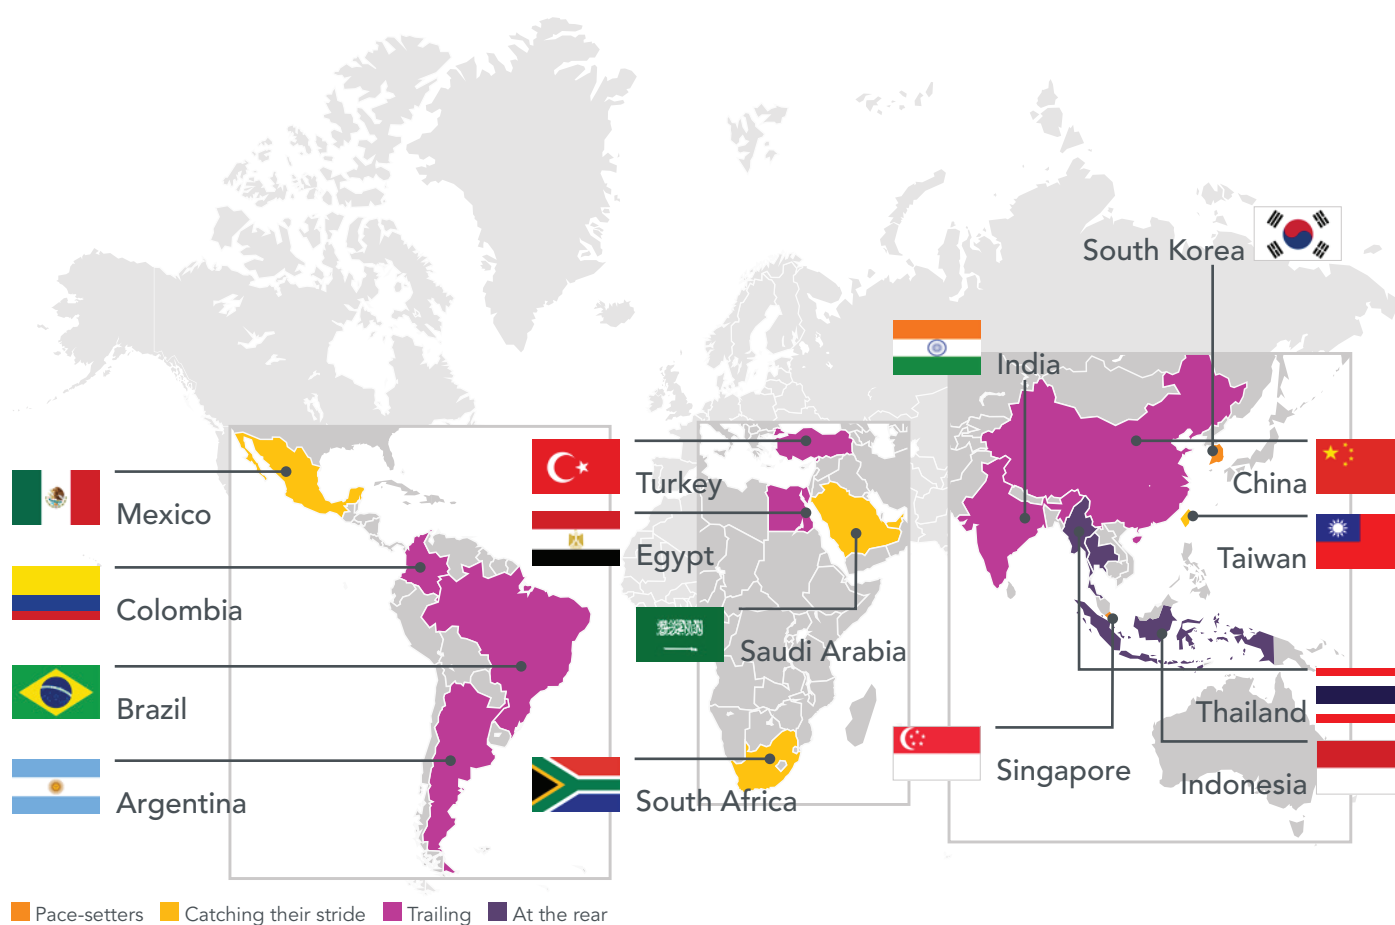 South Korea
India
Mexico
Turkey
China
Egypt
Taiwan
Colombia
Saudi Arabia
Brazil
Thailand
Singapore
Indonesia
Argentina
South Africa
Pace-setters
Catching their stride
Trailing
At the rear